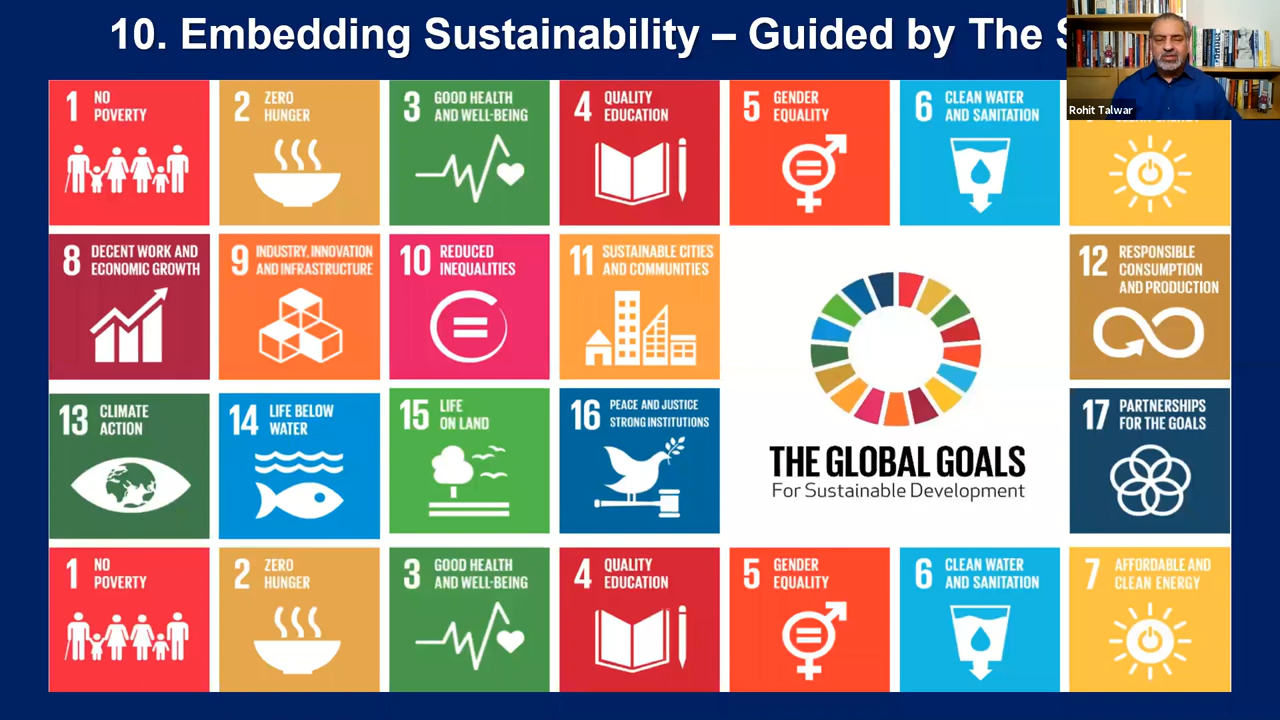 10. Embedding Sustainability – Guided by The
Rohit Talwar
1 NO
POVERTY
2 ZERO
HUNGER
3 GOOD HEALTH
AND WELL-BEING
4 QUALITY
EDUCATION
5 GENDER
EQUALITY
6 CLEAN WATER
AND SANITATION
8 DECENT WORK AND
ECONOMIC GROWTH
9 INDUSTRY, INNOVATION
AND INFRASTRUCTURE
10 REDUCED
INEQUALITIES
11 SUSTAINABLE CITIES
AND COMMUNITIES
12 RESPONSIBLE
CONSUMPTION
AND PRODUCTION
13 CLIMATE
ACTION
14 LIFE BELOW
WATER
15 LIFE
ON LAND
16 PEACE AND JUSTICE
STRONG INSTITUTIONS
THE GLOBAL GOALS
For Sustainable Development
17 PARTNERSHIPS
FOR THE GOALS
1 NO
POVERTY
2 ZERO
HUNGER
3 GOOD HEALTH
AND WELL-BEING
4 QUALITY
EDUCATION
5 GENDER
EQUALITY
6 CLEAN WATER
AND SANITATION
7 AFFORDABLE AND
CLEAN ENERGY